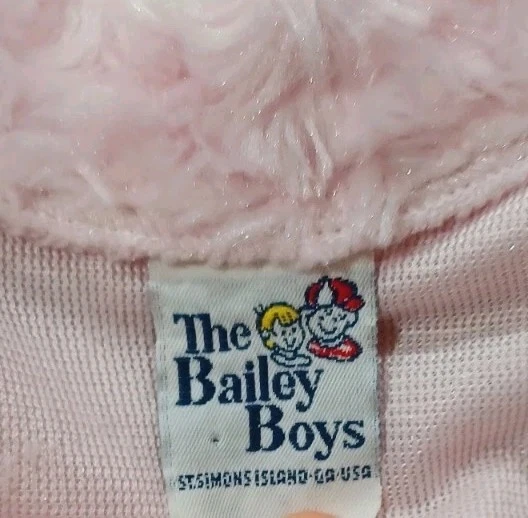 The
Bailey
Boys
ST.SIMONS ISLAND·GA·USA